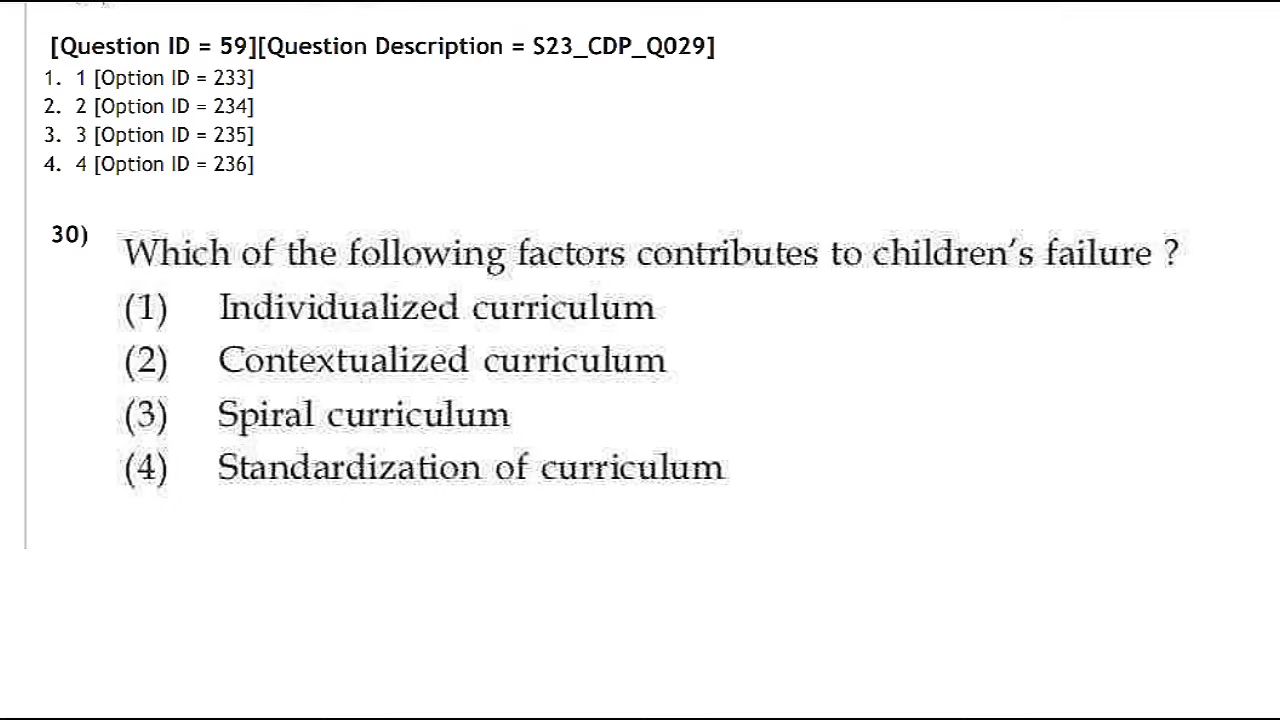 [Question ID = 59][Question Description = S23_CDP_Q029]
1. 1 [Option ID = 233]
2. 2 [Option ID = 234]
3. 3 [Option ID = 235]
4. 4 [Option ID = 236]
30) Which of the following factors contributes to children's failure ?
(1) Individualized curriculum
(2) Contextualized curriculum
(3) Spiral curriculum
(4) Standardization of curriculum